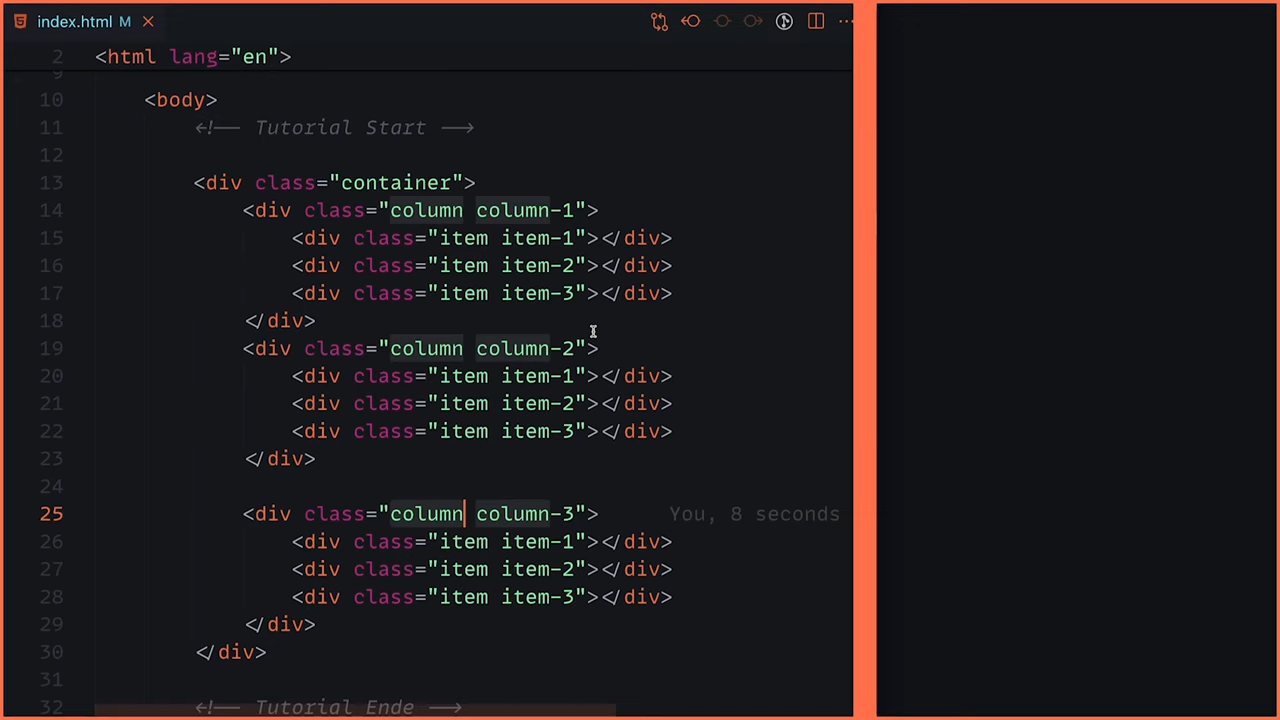 index.html M
2 <html lang="en">
9
10 <body>
11 <!-- Tutorial Start -->
12
13 <div class="container">
14 <div class="column column-1">
15 <div class="item item-1"></div>
16 <div class="item item-2"></div>
17 <div class="item item-3"></div>
18 </div>
19 <div class="column column-2">
20 <div class="item item-1"></div>
21 <div class="item item-2"></div>
22 <div class="item item-3"></div>
23 </div>
24
25 <div class="column column-3"> You, 8 seconds
26 <div class="item item-1"></div>
27 <div class="item item-2"></div>
28 <div class="item item-3"></div>
29 </div>
30 </div>
31
32 <!-- Tutorial Ende -->